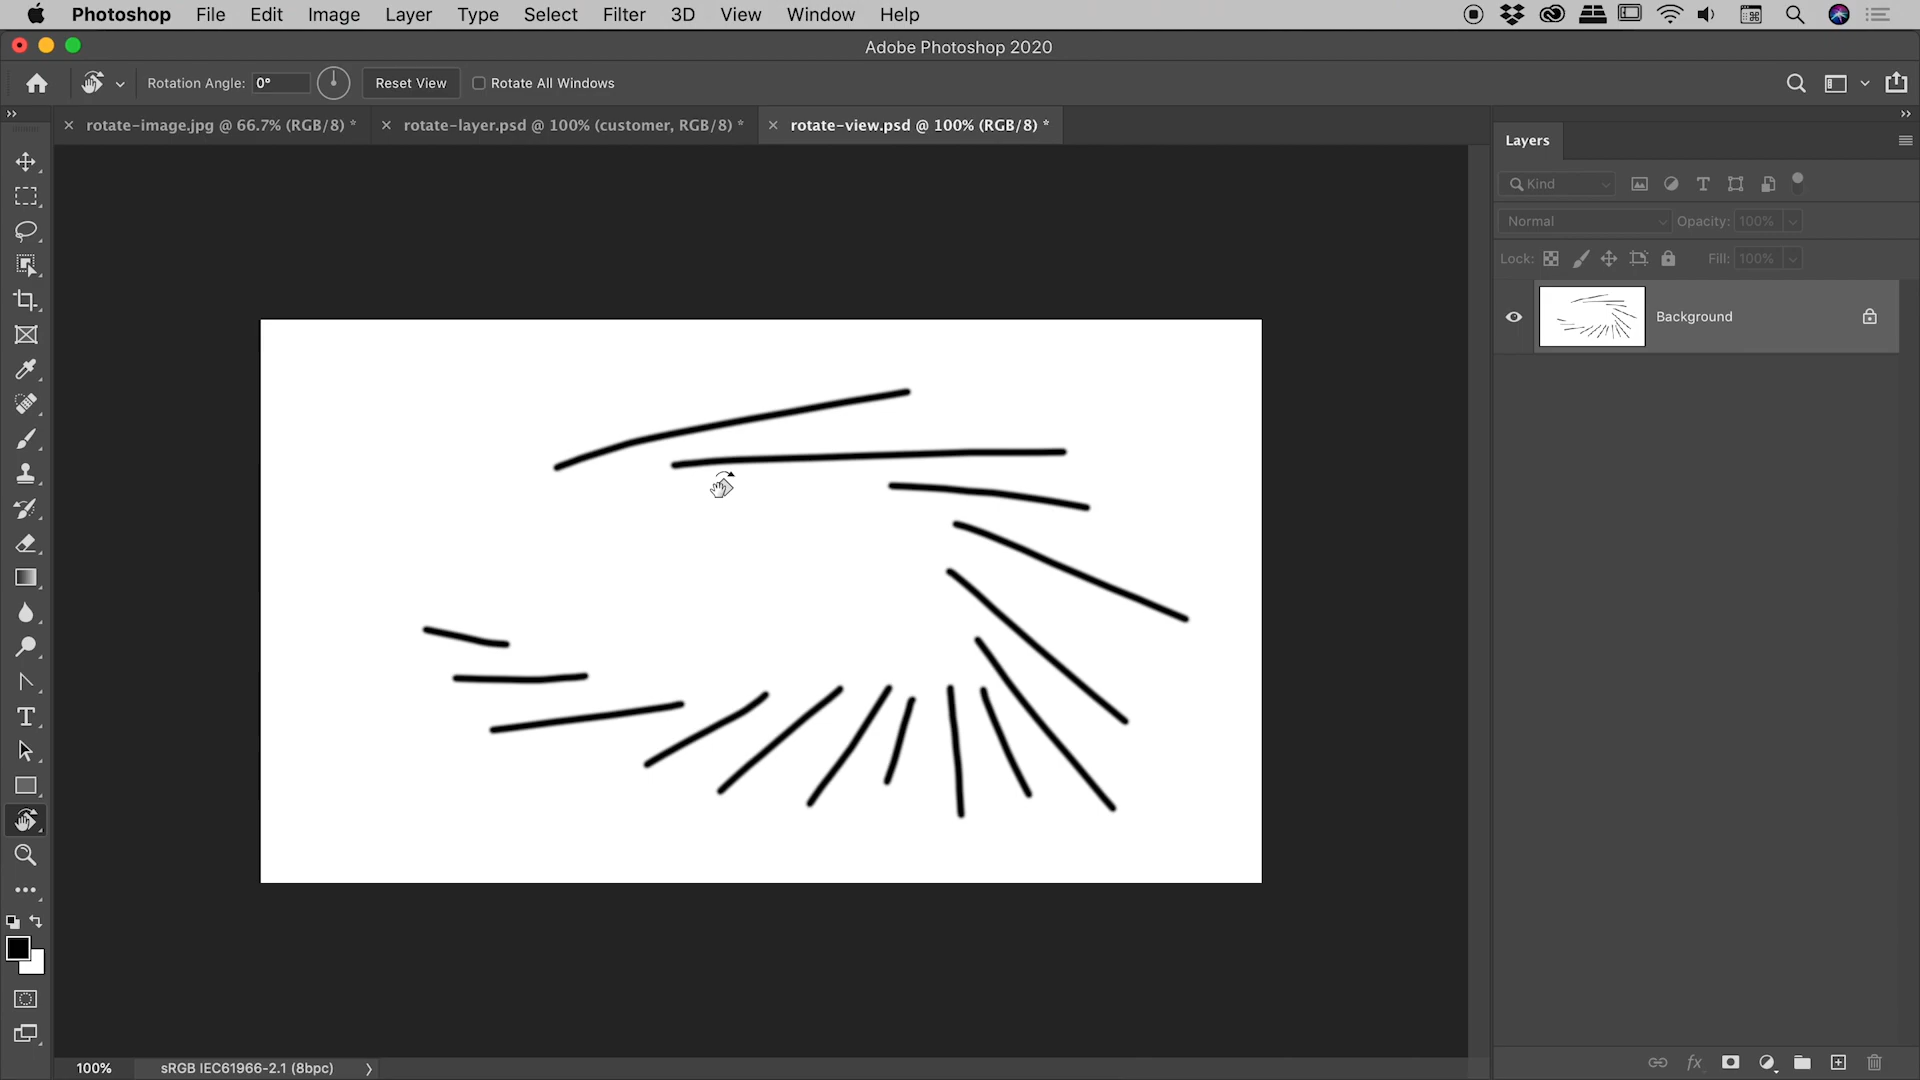 Photoshop File Edit Image Layer Type Select Filter 3D View Window Help
Adobe Photoshop 2020
Rotation Angle: 0° Reset View Rotate All Windows
rotate-image.jpg @ 66.7% (RGB/8) * rotate-layer.psd @ 100% (customer, RGB/8) * rotate-view.psd @ 100% (RGB/8) *
Layers
Kind
Normal Opacity: 100%
Lock: Fill: 100%
Background
100% sRGB IEC61966-2.1 (8bpc)